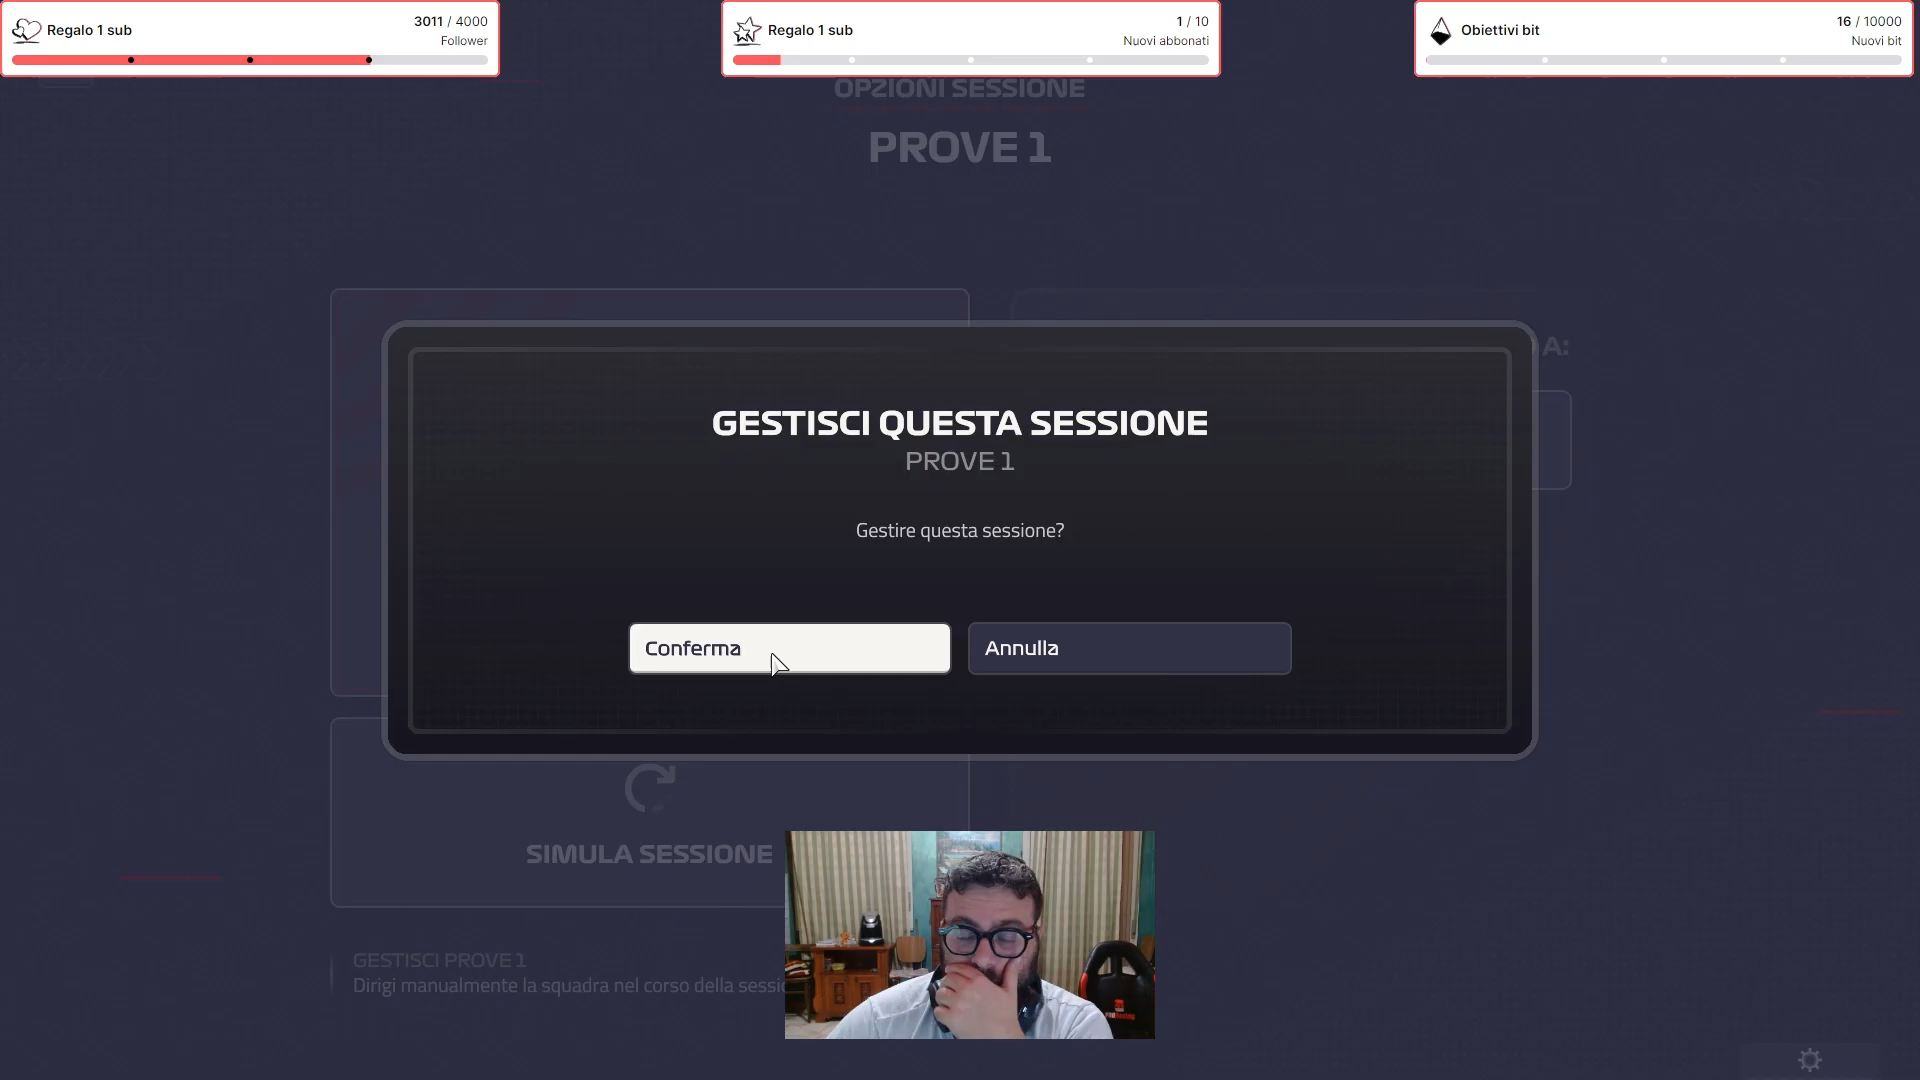 Regalo 1 sub
3011 / 4000
Follower
Regalo 1 sub
1 / 10
Nuovi abbonati
Obiettivi bit
16 / 10000
Nuovi bit
OPZIONI SESSIONE
PROVE 1
A:
GESTISCI QUESTA SESSIONE
PROVE 1
Gestire questa sessione?
Conferma
Annulla
SIMULA SESSIONE
GESTISCI PROVE 1
Dirigi manualmente la squadra nel corso della sessio